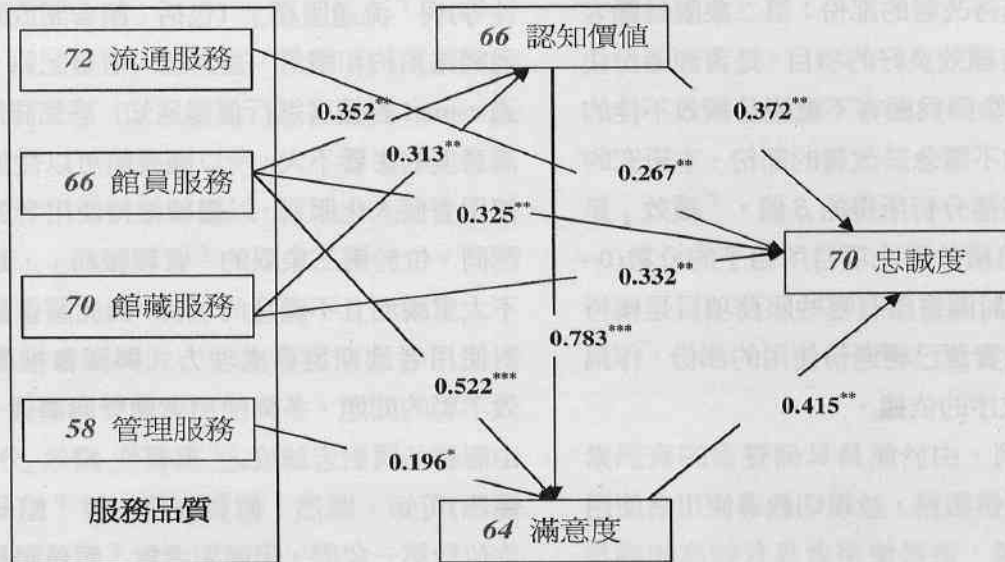 72 流通服務
66 認知價值
0.352**
0.372**
0.313**
0.267**
66 館員服務
0.325**
70 忠誠度
0.332**
70 館藏服務
0.783***
0.522***
0.415**
58 管理服務
0.196*
服務品質
64 滿意度